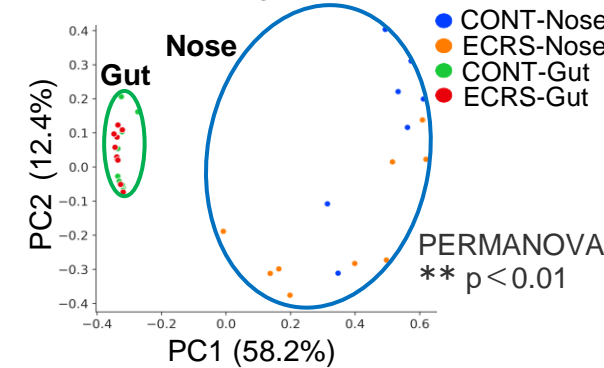 CONT-Nose
ECRS-Nose
CONT-Gut
ECRS-Gut
Nose
Gut
PC2 (12.4%)
0.4
0.3
0.2
0.1
0.0
−0.1
−0.2
−0.3
−0.4
PERMANOVA
** p<0.01
−0.4 −0.2 0.0 0.2 0.4 0.6
PC1 (58.2%)